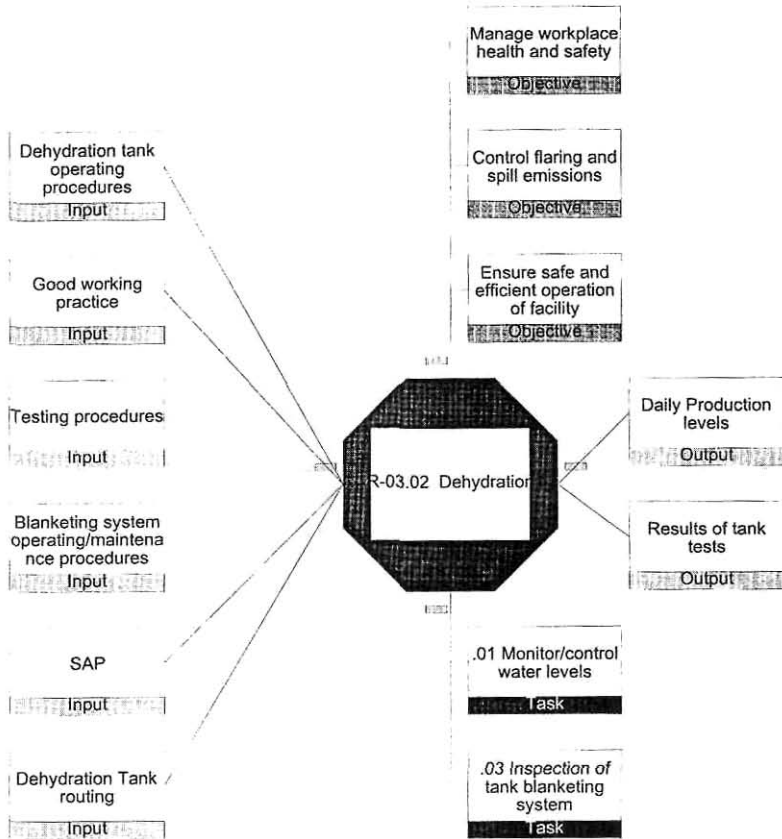 Manage workplace
health and safety
Objective
Dehydration tank
operating
procedures
Input
Control flaring and
spill emissions
Objective
Good working
practice
Input
Ensure safe and
efficient operation
of facility
Objective
Testing procedures
Input
R-03.02 Dehydration
Daily Production
levels
Output
Blanketing system
operating/maintena
nce procedures
Input
Results of tank
tests
Output
SAP
Input
.01 Monitor/control
water levels
Task
Dehydration Tank
routing
Input
.03 Inspection of
tank blanketing
system
Task